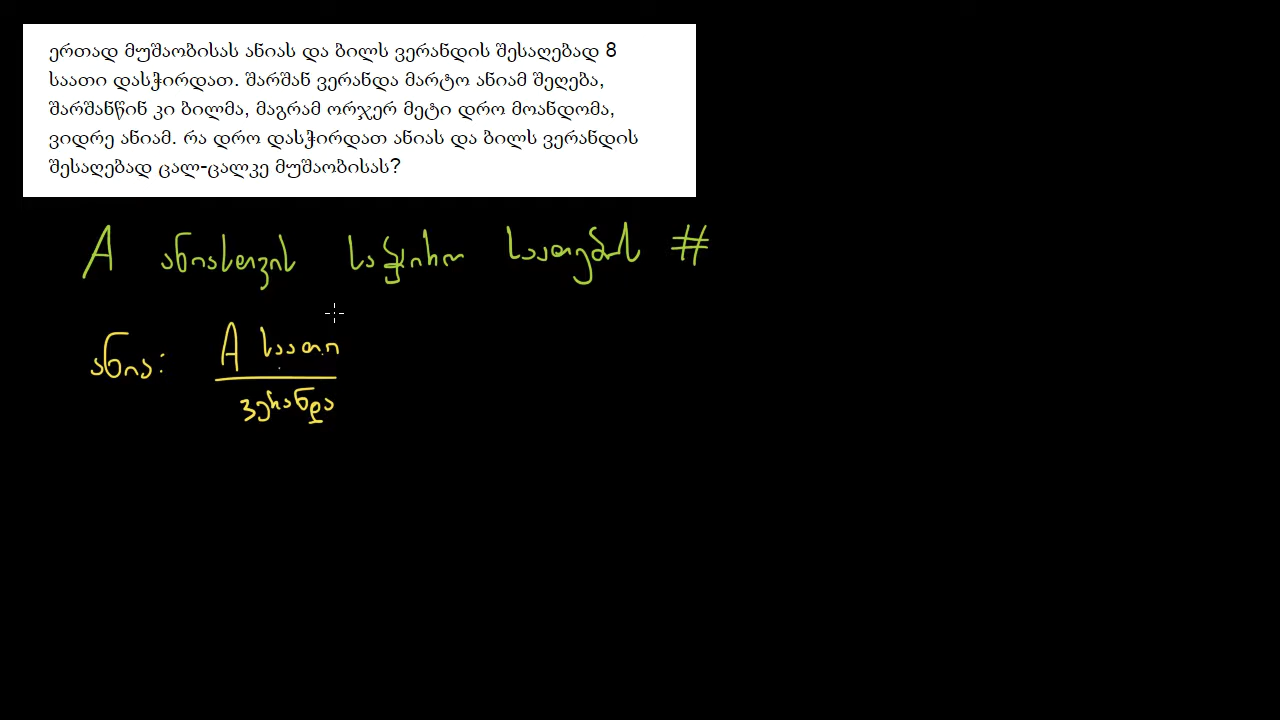 ერთად მუშაობისას ანიას და ბილს ვერანდის შესაღებად 8
საათი დასჭირდათ. შარშან ვერანდა მარტო ანიამ შეღება,
შარშანწინ კი ბილმა, მაგრამ ორჯერ მეტი დრო მოანდომა,
ვიდრე ანიამ. რა დრო დასჭირდათ ანიას და ბილს ვერანდის
შესაღებად ცალ-ცალკე მუშაობისას?
A ანიასთვის საჭირო საათების #
ანია: A საათი
ვერანდა